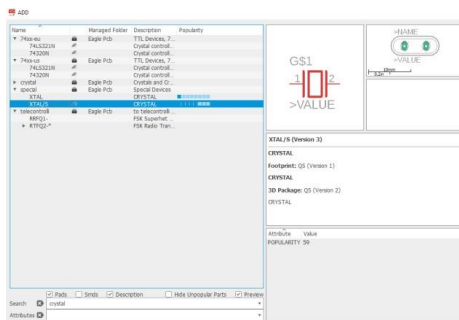 ADD
Name Managed Folder Description Popularity
74xx-eu Eagle Pcb TTL Devices, 7...
74LS321N Crystal controll...
74320N Crystal controll...
74xx-us Eagle Pcb TTL Devices, 7...
74LS321N Crystal controll...
74320N Crystal controll...
crystal Eagle Pcb Crystals and Cr...
special Eagle Pcb Special Devices
XTAL CRYSTAL
XTAL/S CRYSTAL
telecontrolli Eagle Pcb to telecontrolli ...
RRFQ1- FSK Superhet ...
RTFQ2-* FSK Radio Tran...
Pads Smds Description Hide Unpopular Parts Preview
Search crystal
Attributes
G$1
1 2
>VALUE
>NAME
>VALUE
10mm
0.2in
XTAL/S (Version 3)
CRYSTAL
Footprint: QS (Version 1)
CRYSTAL
3D Package: QS (Version 2)
CRYSTAL
Attribute Value
POPULARITY 59